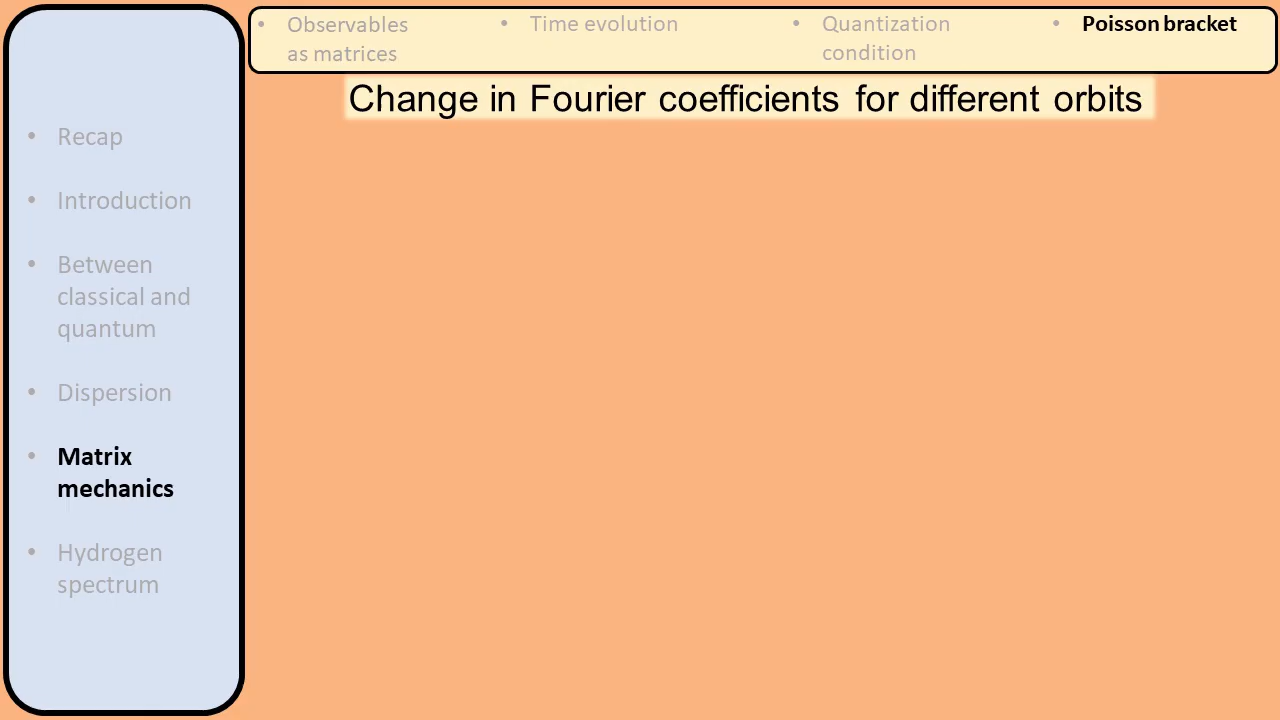 • Observables
as matrices
• Time evolution
• Quantization
condition
• Poisson bracket
Change in Fourier coefficients for different orbits
• Recap
• Introduction
• Between
classical and
quantum
• Dispersion
• Matrix
mechanics
• Hydrogen
spectrum